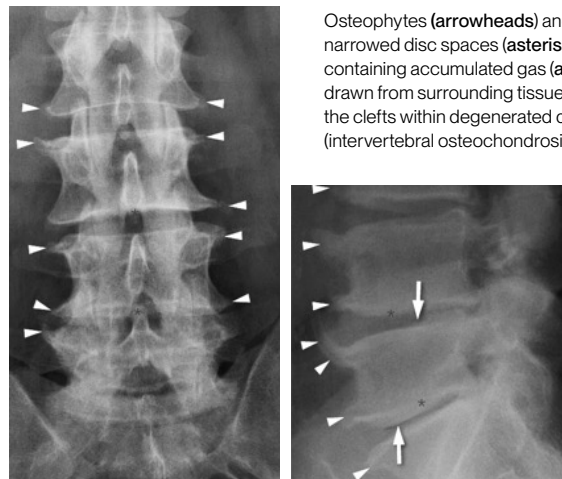 Osteophytes (arrowheads) an
narrowed disc spaces (asteris
containing accumulated gas (a
drawn from surrounding tissue
the clefts within degenerated
(intervertebral osteochondrosi
*
*